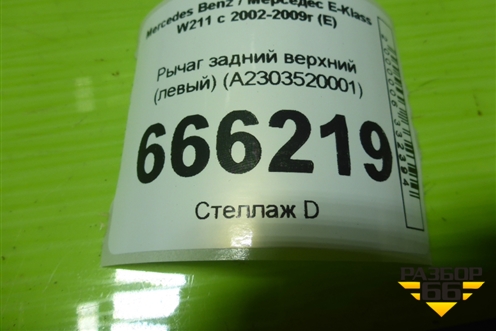 Mercedes Benz / Мерседес E-Klass
W211 с 2002-2009г (E)
Рычаг задний верхний
(левый) (A2303520001)
666219
Стеллаж D
РАЗБОР
66